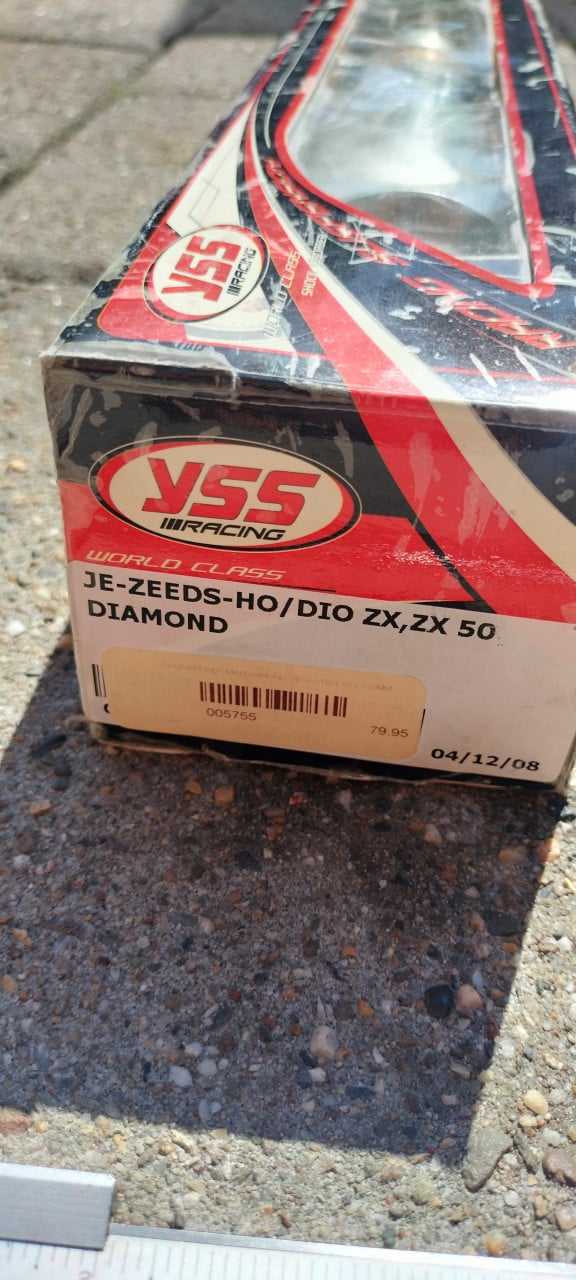 YSS
RACING
WORLD CLASS
YSS
RACING
WORLD CLASS
JE-ZEEDS-HO/DIO ZX,ZX 50
DIAMOND
005755
79.95
04/12/08